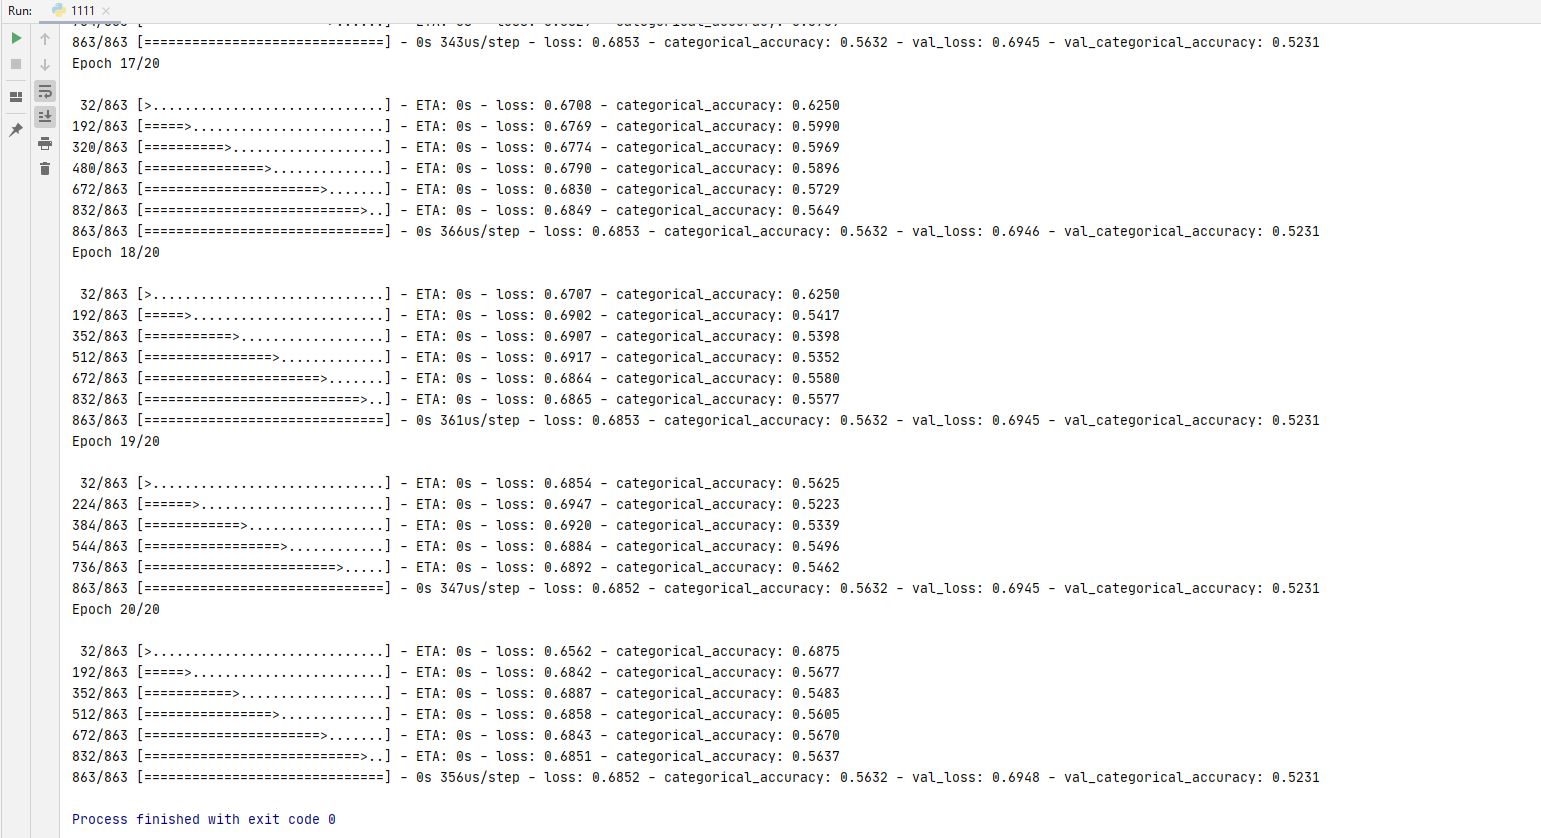 Run: 1111
863/863 [==============================] - 0s 343us/step - loss: 0.6853 - categorical_accuracy: 0.5632 - val_loss: 0.6945 - val_categorical_accuracy: 0.5231
Epoch 17/20
32/863 [>.............................] - ETA: 0s - loss: 0.6708 - categorical_accuracy: 0.6250
192/863 [=====>........................] - ETA: 0s - loss: 0.6769 - categorical_accuracy: 0.5990
320/863 [==========>...................] - ETA: 0s - loss: 0.6774 - categorical_accuracy: 0.5969
480/863 [===============>..............] - ETA: 0s - loss: 0.6790 - categorical_accuracy: 0.5896
672/863 [======================>.......] - ETA: 0s - loss: 0.6830 - categorical_accuracy: 0.5729
832/863 [===========================>..] - ETA: 0s - loss: 0.6849 - categorical_accuracy: 0.5649
863/863 [==============================] - 0s 366us/step - loss: 0.6853 - categorical_accuracy: 0.5632 - val_loss: 0.6946 - val_categorical_accuracy: 0.5231
Epoch 18/20
32/863 [>.............................] - ETA: 0s - loss: 0.6707 - categorical_accuracy: 0.6250
192/863 [=====>........................] - ETA: 0s - loss: 0.6902 - categorical_accuracy: 0.5417
352/863 [===========>..................] - ETA: 0s - loss: 0.6907 - categorical_accuracy: 0.5398
512/863 [================>.............] - ETA: 0s - loss: 0.6917 - categorical_accuracy: 0.5352
672/863 [======================>.......] - ETA: 0s - loss: 0.6864 - categorical_accuracy: 0.5580
832/863 [===========================>..] - ETA: 0s - loss: 0.6865 - categorical_accuracy: 0.5577
863/863 [==============================] - 0s 361us/step - loss: 0.6853 - categorical_accuracy: 0.5632 - val_loss: 0.6945 - val_categorical_accuracy: 0.5231
Epoch 19/20
32/863 [>.............................] - ETA: 0s - loss: 0.6854 - categorical_accuracy: 0.5625
224/863 [======>.......................] - ETA: 0s - loss: 0.6947 - categorical_accuracy: 0.5223
384/863 [============>.................] - ETA: 0s - loss: 0.6920 - categorical_accuracy: 0.5339
544/863 [=================>............] - ETA: 0s - loss: 0.6884 - categorical_accuracy: 0.5496
736/863 [========================>.....] - ETA: 0s - loss: 0.6892 - categorical_accuracy: 0.5462
863/863 [==============================] - 0s 347us/step - loss: 0.6852 - categorical_accuracy: 0.5632 - val_loss: 0.6945 - val_categorical_accuracy: 0.5231
Epoch 20/20
32/863 [>.............................] - ETA: 0s - loss: 0.6562 - categorical_accuracy: 0.6875
192/863 [=====>........................] - ETA: 0s - loss: 0.6842 - categorical_accuracy: 0.5677
352/863 [===========>..................] - ETA: 0s - loss: 0.6887 - categorical_accuracy: 0.5483
512/863 [================>.............] - ETA: 0s - loss: 0.6858 - categorical_accuracy: 0.5605
672/863 [======================>.......] - ETA: 0s - loss: 0.6843 - categorical_accuracy: 0.5670
832/863 [===========================>..] - ETA: 0s - loss: 0.6851 - categorical_accuracy: 0.5637
863/863 [==============================] - 0s 356us/step - loss: 0.6852 - categorical_accuracy: 0.5632 - val_loss: 0.6948 - val_categorical_accuracy: 0.5231
Process finished with exit code 0